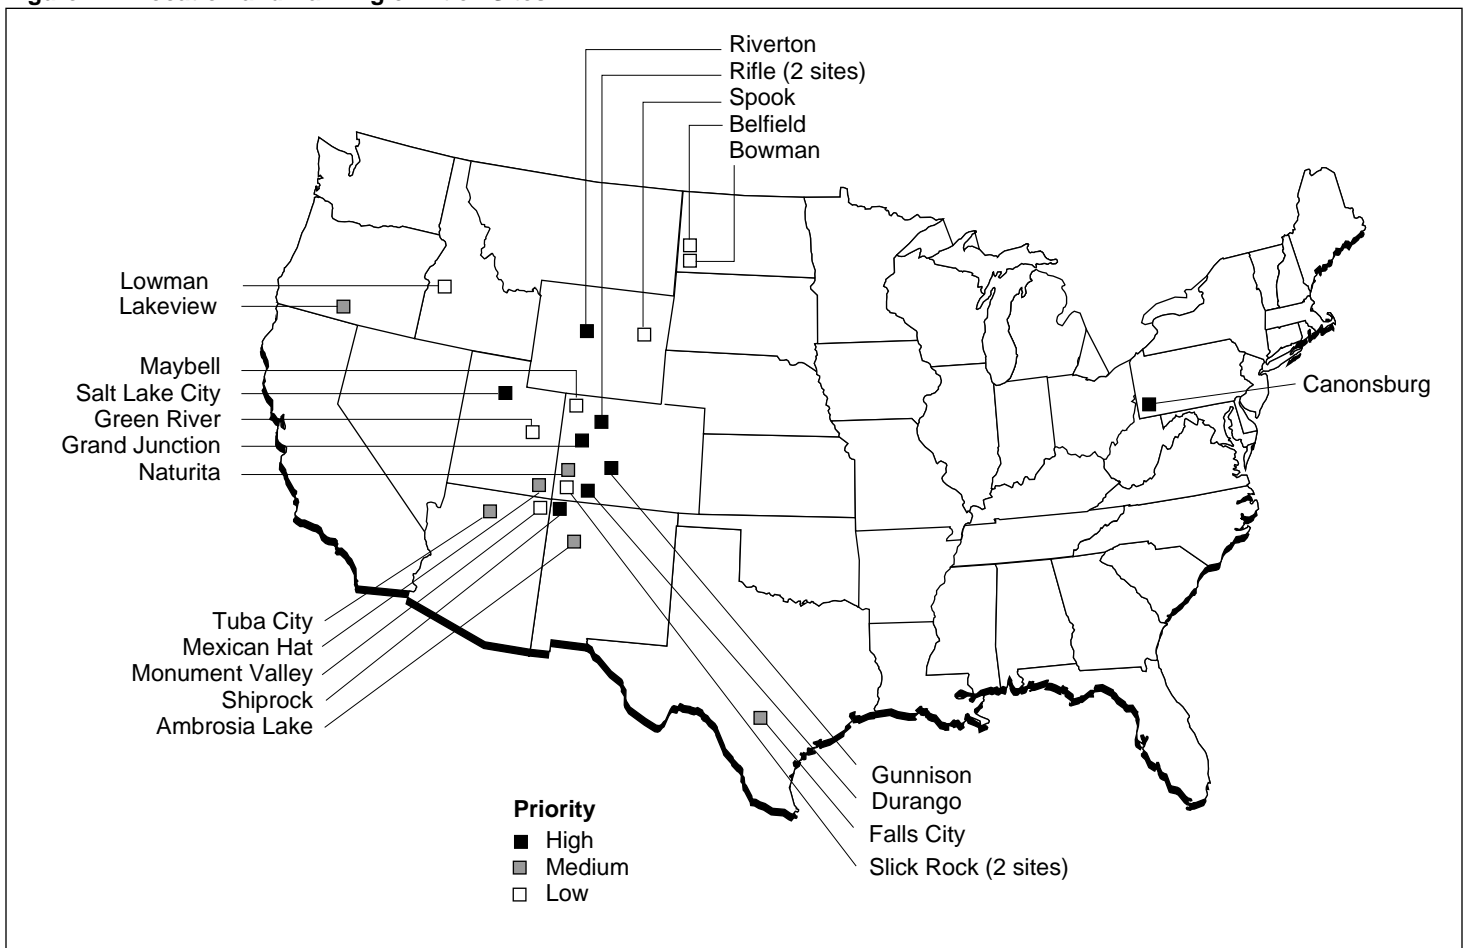 Riverton
Rifle (2 sites)
Spook
Belfield
Bowman
Lowman
Lakeview
Maybell
Salt Lake City
Green River
Grand Junction
Naturita
Canonsburg
Tuba City
Mexican Hat
Monument Valley
Shiprock
Ambrosia Lake
Gunnison
Durango
Falls City
Slick Rock (2 sites)
Priority
High
Medium
Low